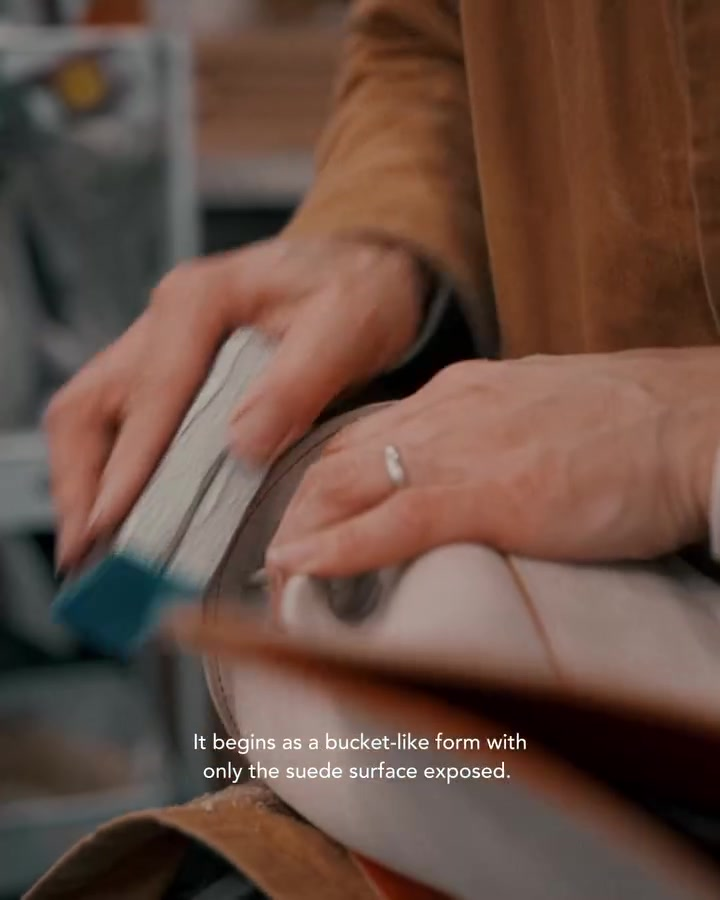 It begins as a bucket-like form with
only the suede surface exposed.